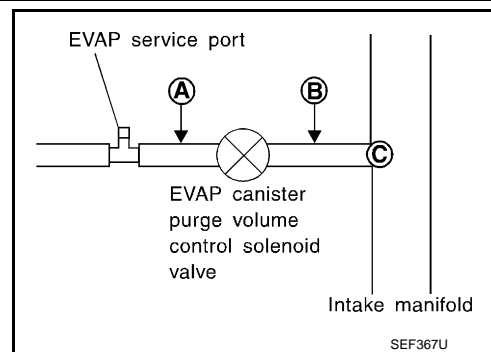 EVAP service port
A
B
C
EVAP canister
purge volume
control solenoid
valve
Intake manifold
SEF367U